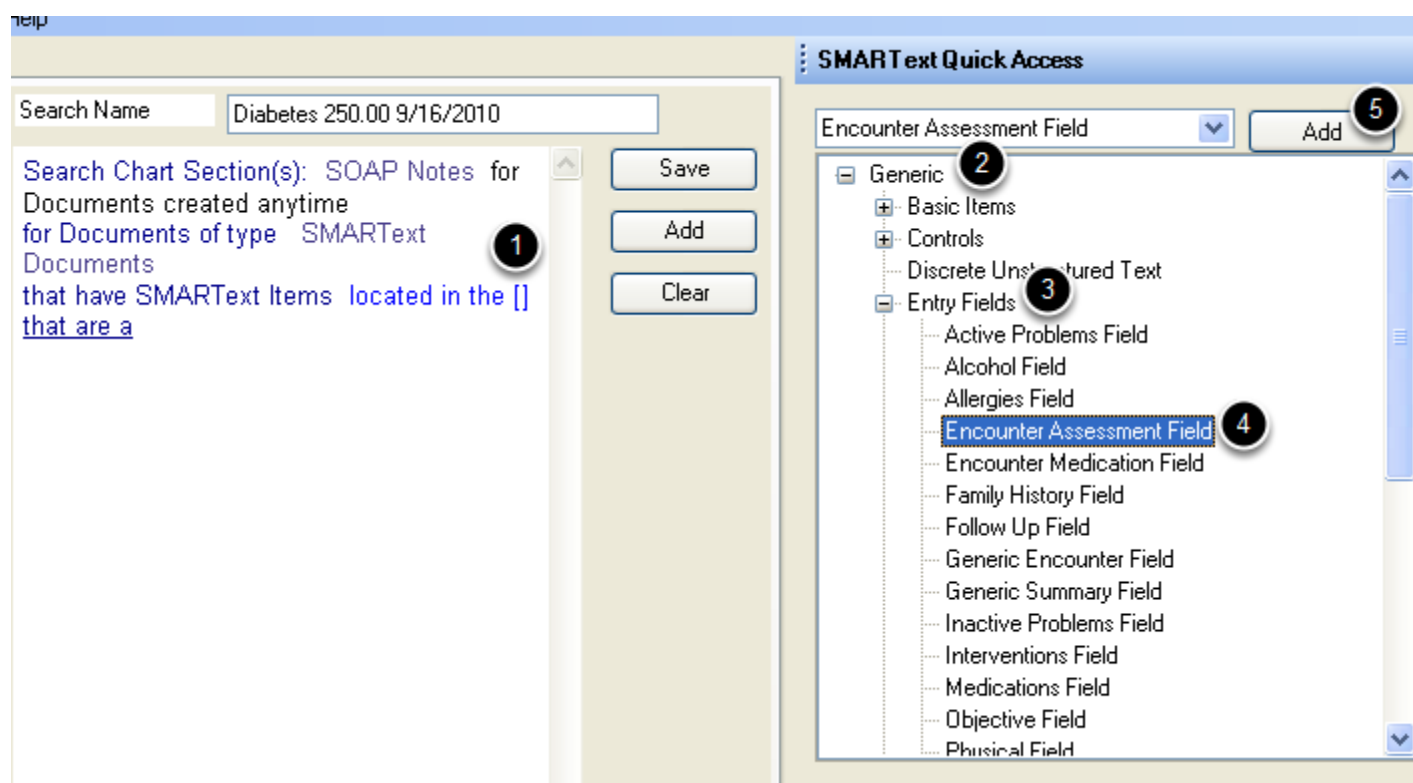 Help
SMARText Quick Access
Search Name
Diabetes 250.00 9/16/2010
Search Chart Section(s): SOAP Notes for
Documents created anytime
for Documents of type SMARText
Documents
that have SMARText Items located in the []
that are a
1
Save
Add
Clear
Encounter Assessment Field
Add
5
Generic
2
Basic Items
Controls
Discrete Unstructured Text
Entry Fields
3
Active Problems Field
Alcohol Field
Allergies Field
Encounter Assessment Field
4
Encounter Medication Field
Family History Field
Follow Up Field
Generic Encounter Field
Generic Summary Field
Inactive Problems Field
Interventions Field
Medications Field
Objective Field
Physical Field